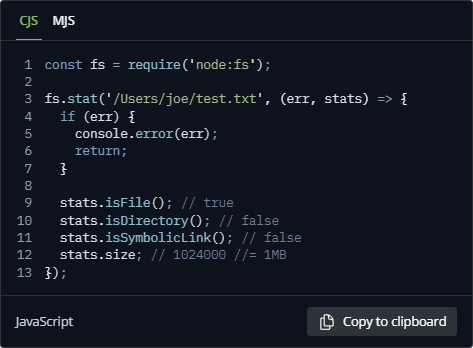 CJS MJS
1 const fs = require('node:fs');
2
3 fs.stat('/Users/joe/test.txt', (err, stats) => {
4   if (err) {
5     console.error(err);
6     return;
7   }
8
9   stats.isFile(); // true
10   stats.isDirectory(); // false
11   stats.isSymbolicLink(); // false
12   stats.size; // 1024000 //= 1MB
13 });
JavaScript Copy to clipboard